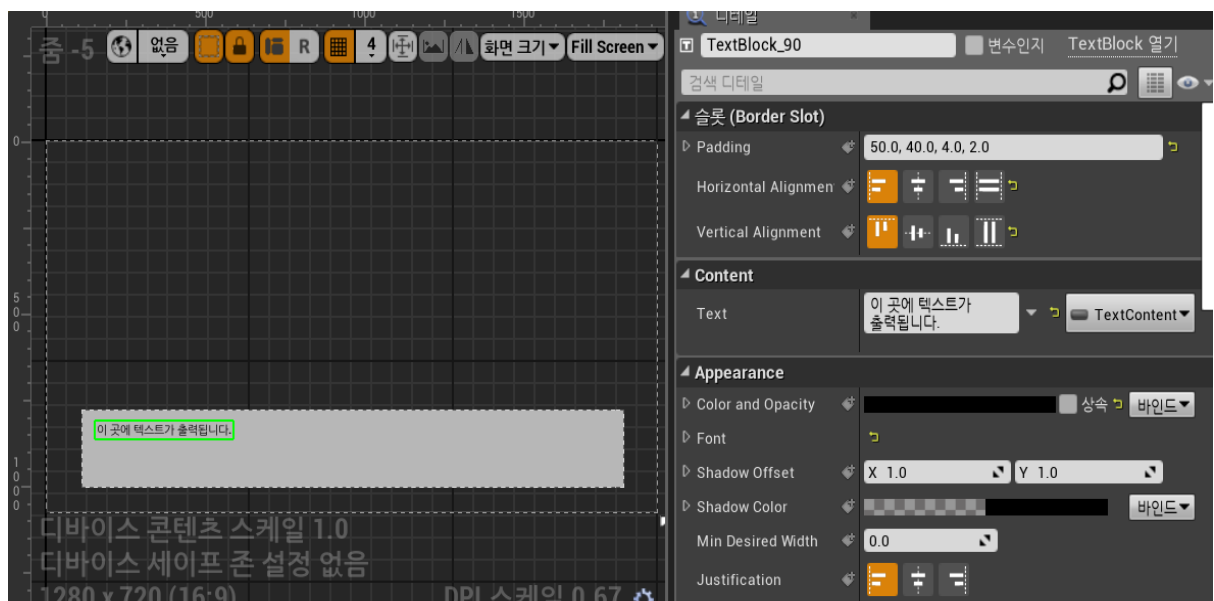 500
1000
1500
줌 -5
없음
R
4
화면 크기
Fill Screen
0
5
0
0
이 곳에 텍스트가 출력됩니다.
1
0
0
0
디바이스 콘텐츠 스케일 1.0
디바이스 세이프 존 설정 없음
1280 x 720 (16:9)
DPI 스케일 0.67
디테일
TextBlock_90
변수인지
TextBlock 열기
검색 디테일
슬롯 (Border Slot)
Padding
50.0, 40.0, 4.0, 2.0
Horizontal Alignmen
Vertical Alignment
Content
Text
이 곳에 텍스트가
출력됩니다.
TextContent
Appearance
Color and Opacity
상속
바인드
Font
Shadow Offset
X 1.0
Y 1.0
Shadow Color
바인드
Min Desired Width
0.0
Justification